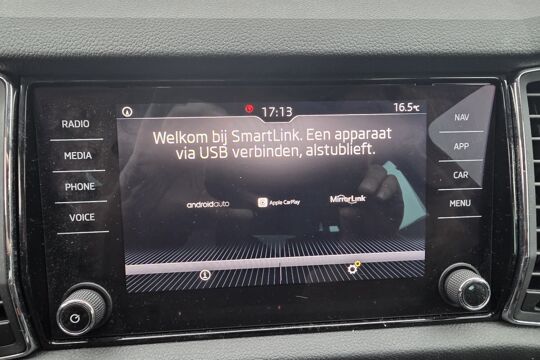 17:13
16.5°C
RADIO
MEDIA
PHONE
VOICE
Welkom bij SmartLink. Een apparaat
via USB verbinden, alstublieft.
androidauto
Apple CarPlay
MirrorLink
NAV
APP
CAR
MENU